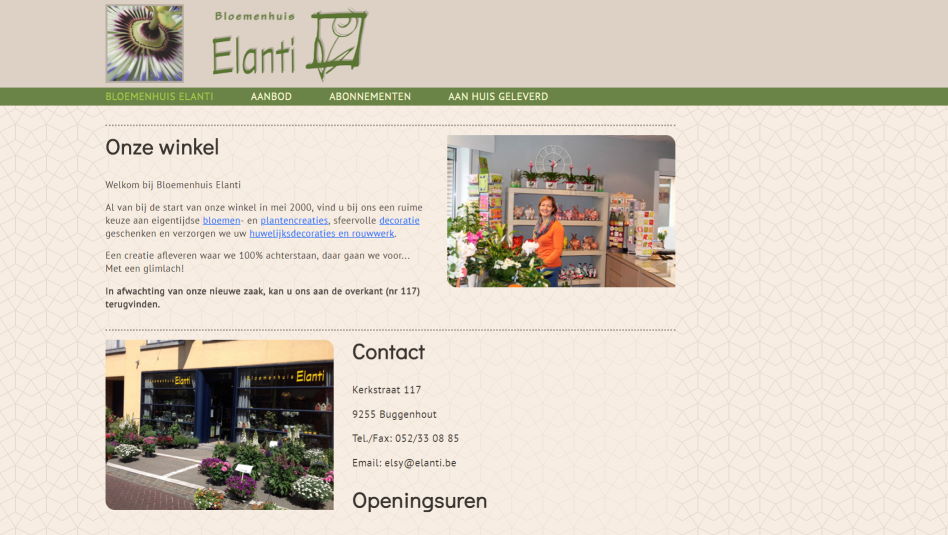 Bloemenhuis
Elanti
BLOEMENHUIS ELANTI
AANBOD
ABONNEMENTEN
AAN HUIS GELEVERD
Onze winkel
Welkom bij Bloemenhuis Elanti
Al van bij de start van onze winkel in mei 2000, vind u bij ons een ruime
keuze aan eigentijdse bloemen- en plantencreaties, sfeervolle decoratie
geschenken en verzorgen we uw huwelijksdecoraties en rouwwerk.
Een creatie afleveren waar we 100% achterstaan, daar gaan we voor...
Met een glimlach!
In afwachting van onze nieuwe zaak, kan u ons aan de overkant (nr 117)
terugvinden.
Bloemenhuis Elanti
Bloemenhuis Elanti
Contact
Kerkstraat 117
9255 Buggenhout
Tel./Fax: 052/33 08 85
Email: elsy@elanti.be
Openingsuren